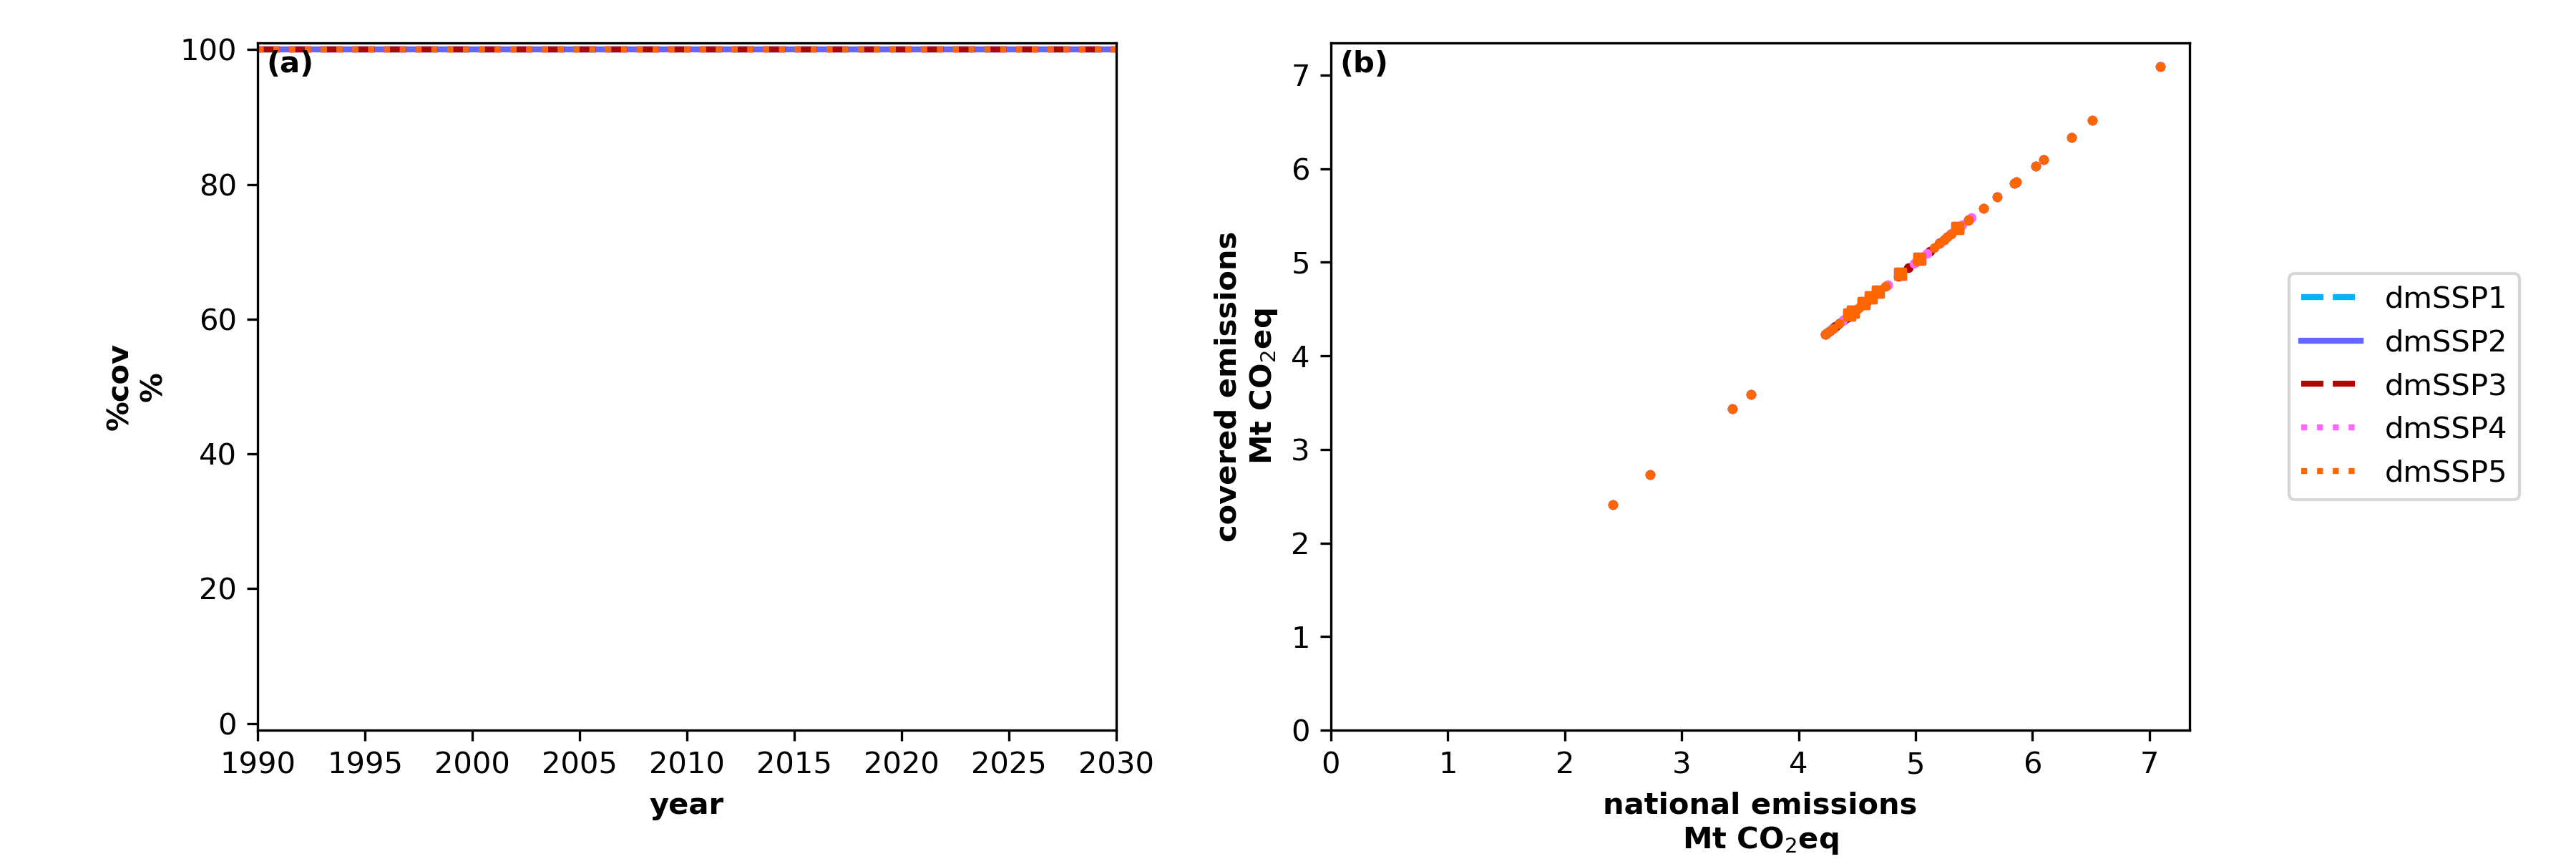 (a)
100
80
60
40
20
0
%cov
%
1990 1995 2000 2005 2010 2015 2020 2025 2030
year
(b)
7
6
5
4
3
2
1
0
covered emissions
Mt CO₂eq
0 1 2 3 4 5 6 7
national emissions
Mt CO₂eq
dmSSP1
dmSSP2
dmSSP3
dmSSP4
dmSSP5